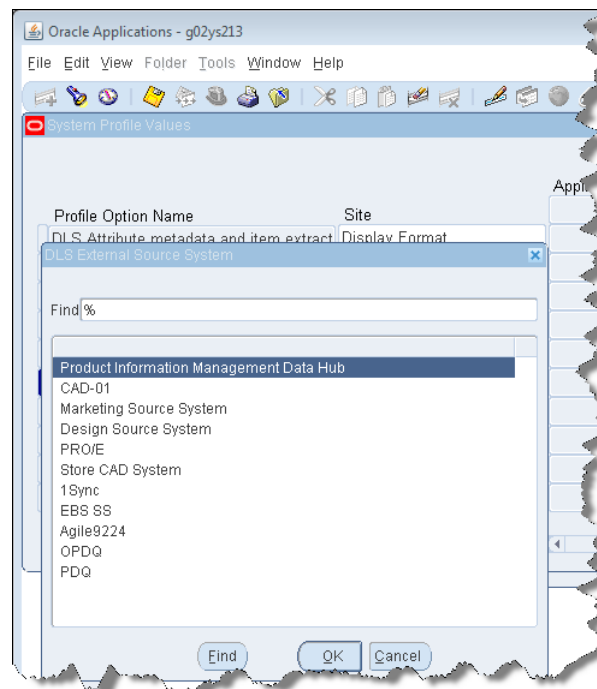 Oracle Applications - g02ys213
File Edit View Folder Tools Window Help
System Profile Values
Profile Option Name Site
DLS Attribute metadata and item extract Display Format
DLS External Source System
Find %
Product Information Management Data Hub
CAD-01
Marketing Source System
Design Source System
PRO/E
Store CAD System
1Sync
EBS SS
Agile9224
OPDQ
PDQ
Find OK Cancel